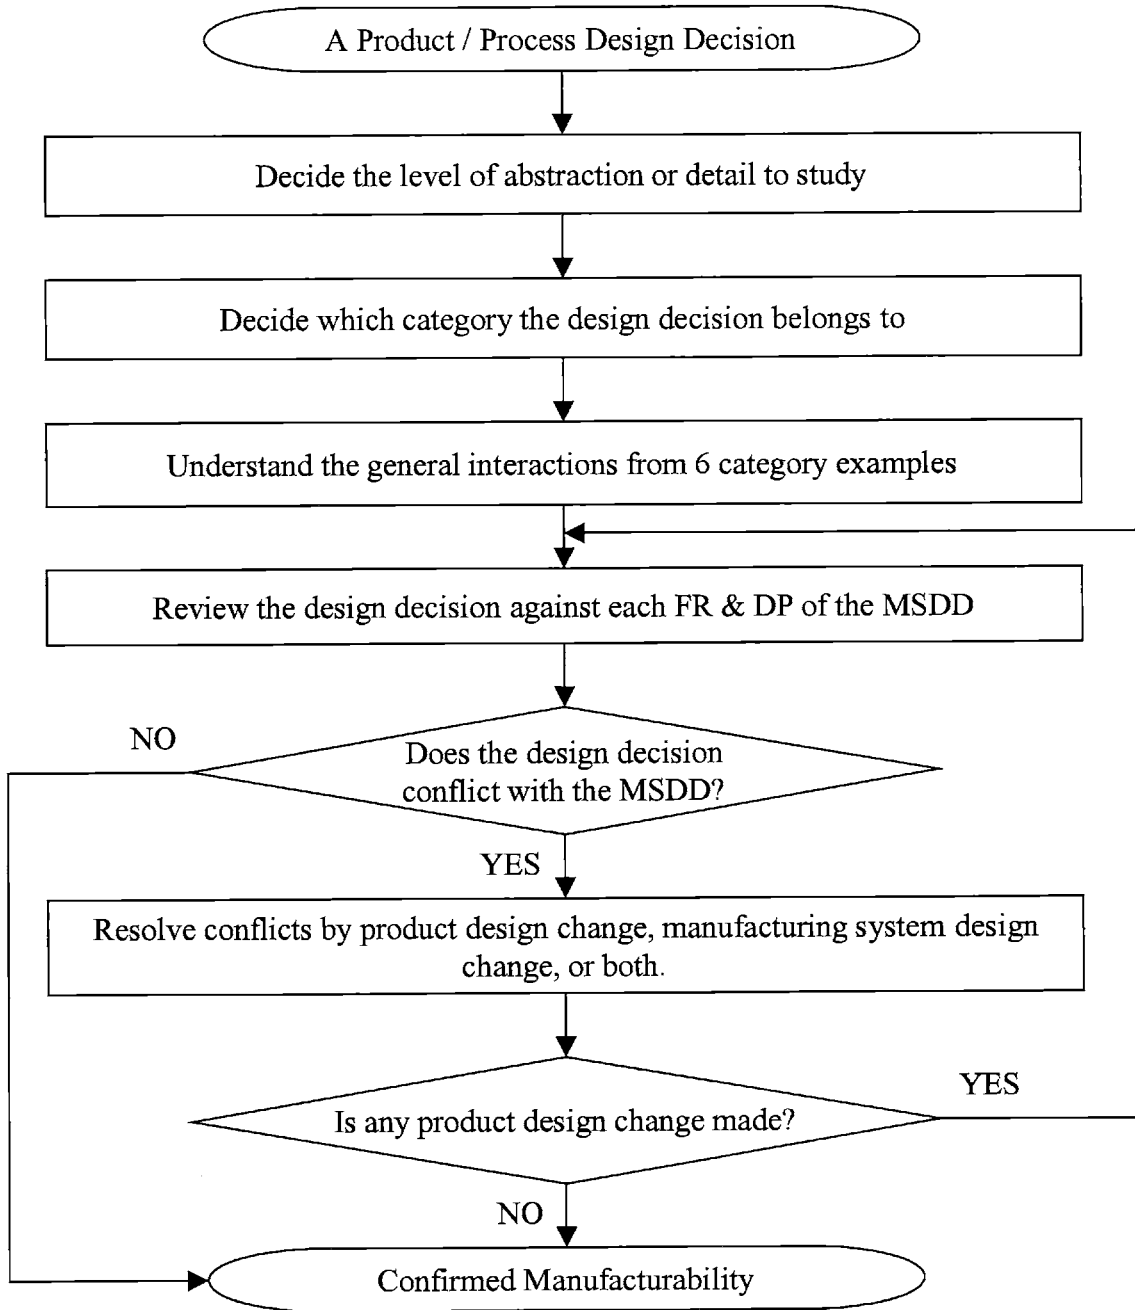 A Product / Process Design Decision
Decide the level of abstraction or detail to study
Decide which category the design decision belongs to
Understand the general interactions from 6 category examples
Review the design decision against each FR & DP of the MSDD
NO
Does the design decision
conflict with the MSDD?
YES
Resolve conflicts by product design change, manufacturing system design
change, or both.
YES
Is any product design change made?
NO
Confirmed Manufacturability